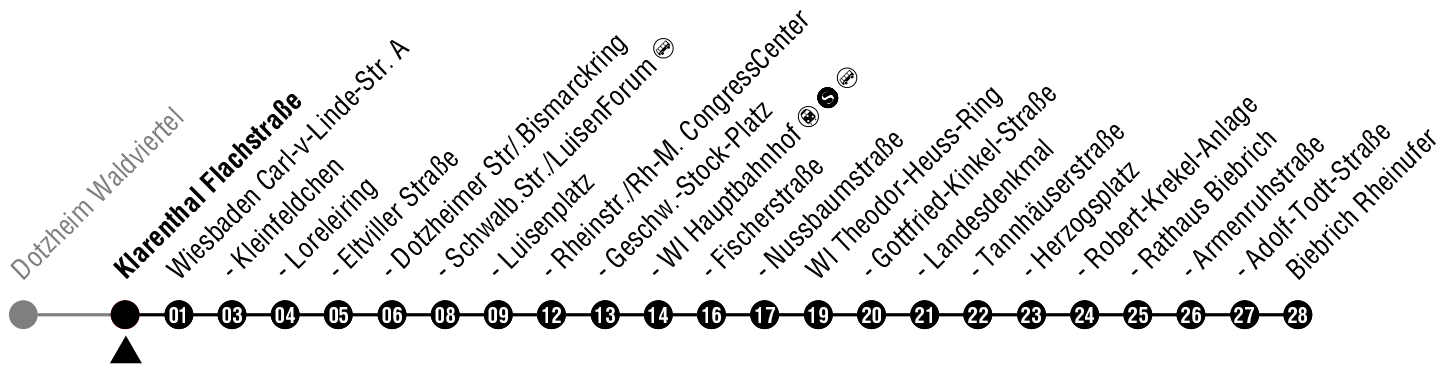 Dotzheim Waldviertel
Klarenthal Flachstraße
Wiesbaden Carl-v-Linde-Str. A
- Kleinfeldchen
- Loreleiring
- Eltviller Straße
- Dotzheimer Str/.Bismarckring
- Schwalb.Str./LuisenForum
- Luisenplatz
- Rheinstr./Rh-M. CongressCenter
- Geschw.-Stock-Platz
- WI Hauptbahnhof S
- Fischerstraße
- Nussbaumstraße
WI Theodor-Heuss-Ring
- Gottfried-Kinkel-Straße
- Landesdenkmal
- Tannhäuserstraße
- Herzogsplatz
- Robert-Krekel-Anlage
- Rathaus Biebrich
- Armenruhstraße
- Adolf-Todt-Straße
Biebrich Rheinufer
01 03 04 05 06 08 09 12 13 14 16 17 19 20 21 22 23 24 25 26 27 28